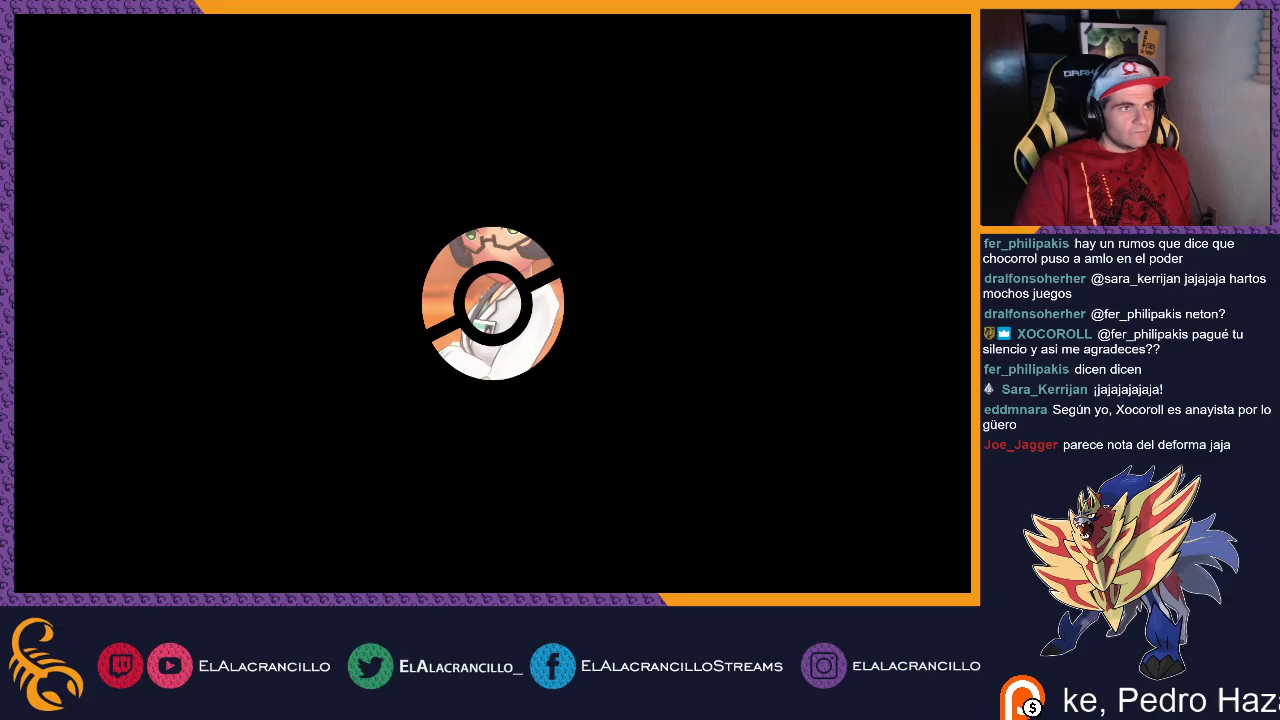 DRAK
fer_philipakis hay un rumos que dice que
chocorrol puso a amlo en el poder
dralfonsoherher @sara_kerrijan jajajaja hartos
mochos juegos
dralfonsoherher @fer_philipakis neton?
XOCOROLL @fer_philipakis pagué tu
silencio y asi me agradeces??
fer_philipakis dicen dicen
Sara_Kerrijan ¡jajajajajaja!
eddmnara Según yo, Xocoroll es anayista por lo
güero
Joe_Jagger parece nota del deforma jaja
ElAlacrancillo
ElAlacrancillo_
ElAlacrancilloStreams
elalacrancillo
$
ke, Pedro Haza